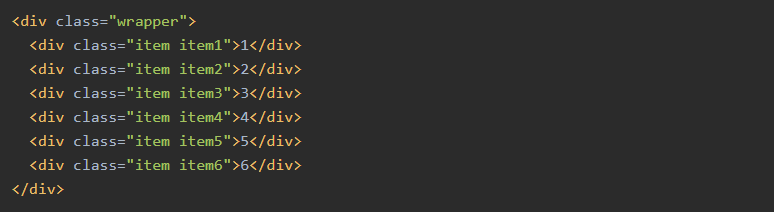 <div class="wrapper">
  <div class="item item1">1</div>
  <div class="item item2">2</div>
  <div class="item item3">3</div>
  <div class="item item4">4</div>
  <div class="item item5">5</div>
  <div class="item item6">6</div>
</div>